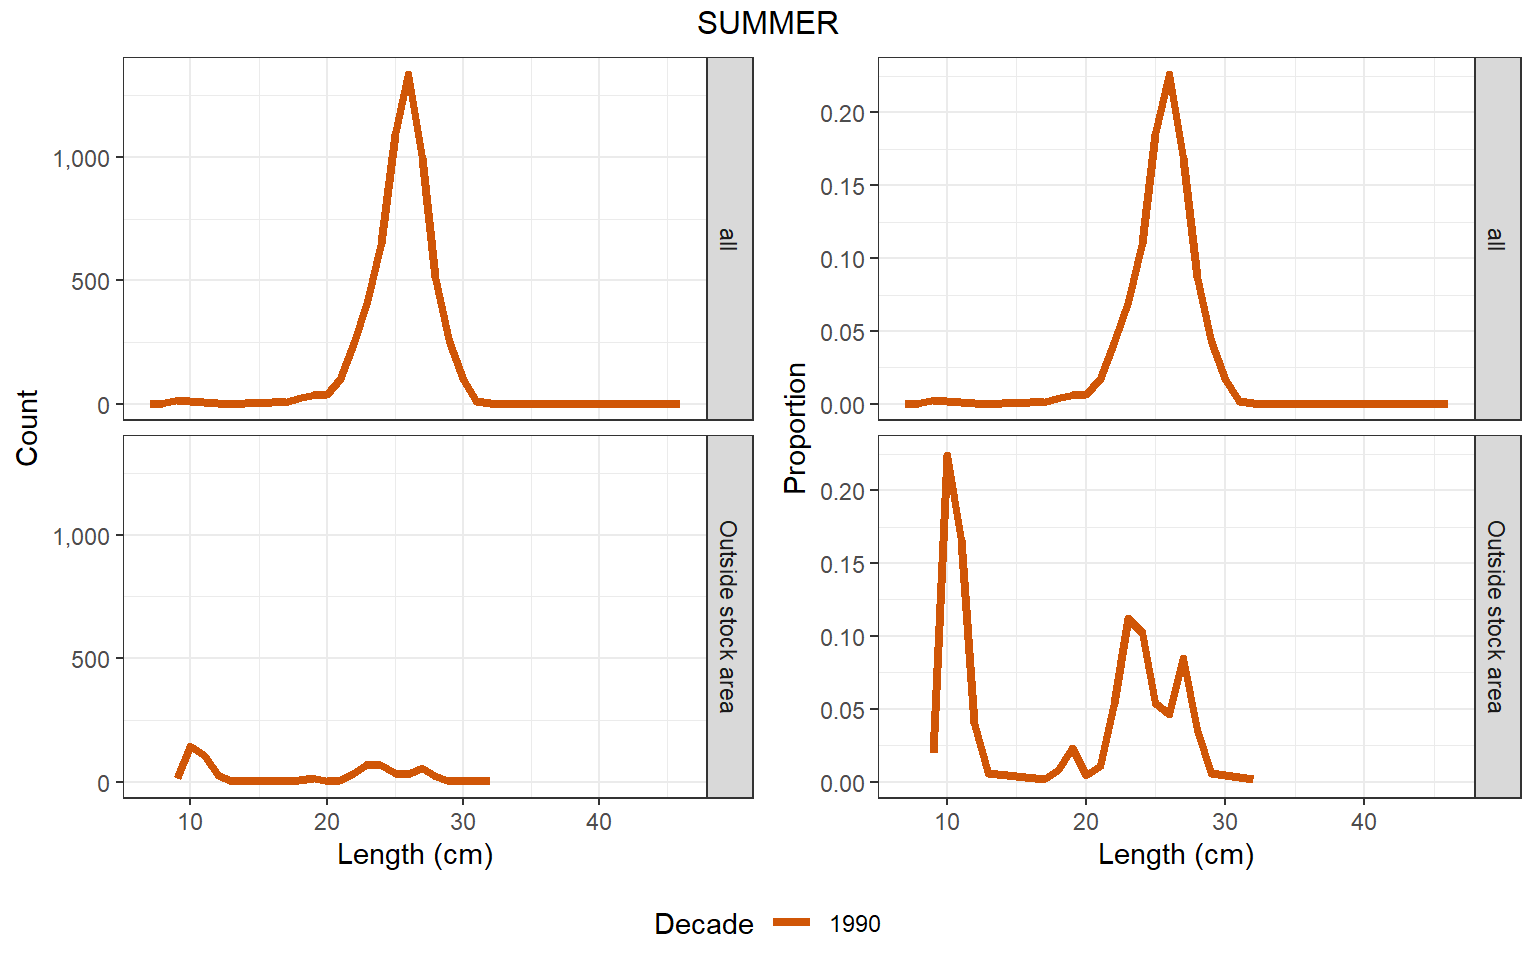 SUMMER
Count
1,000
500
0
all
1,000
500
0
Outside stock area
10 20 30 40
Length (cm)
Proportion
0.20
0.15
0.10
0.05
0.00
all
0.20
0.15
0.10
0.05
0.00
Outside stock area
10 20 30 40
Length (cm)
Decade 1990